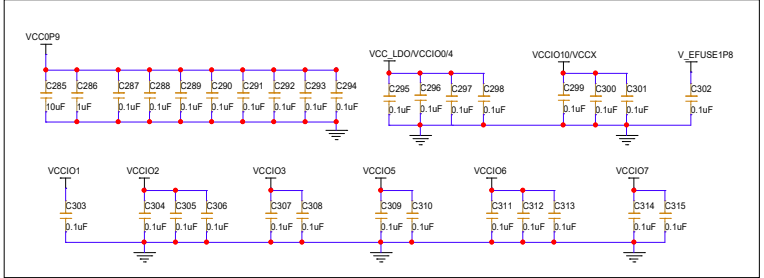 VCC0P9
VCC_LDO/VCCIO0/4
VCCIO10/VCCX
V_EFUSE1P8
C285 C286 C287 C288 C289 C290 C291 C292 C293 C294 C295 C296 C297 C298 C299 C300 C301 C302
10uF 1uF 0.1uF 0.1uF 0.1uF 0.1uF 0.1uF 0.1uF 0.1uF 0.1uF 0.1uF 0.1uF 0.1uF 0.1uF 0.1uF 0.1uF 0.1uF 0.1uF
VCCIO1 VCCIO2 VCCIO3 VCCIO5 VCCIO6 VCCIO7
C303 C304 C305 C306 C307 C308 C309 C310 C311 C312 C313 C314 C315
0.1uF 0.1uF 0.1uF 0.1uF 0.1uF 0.1uF 0.1uF 0.1uF 0.1uF 0.1uF 0.1uF 0.1uF 0.1uF